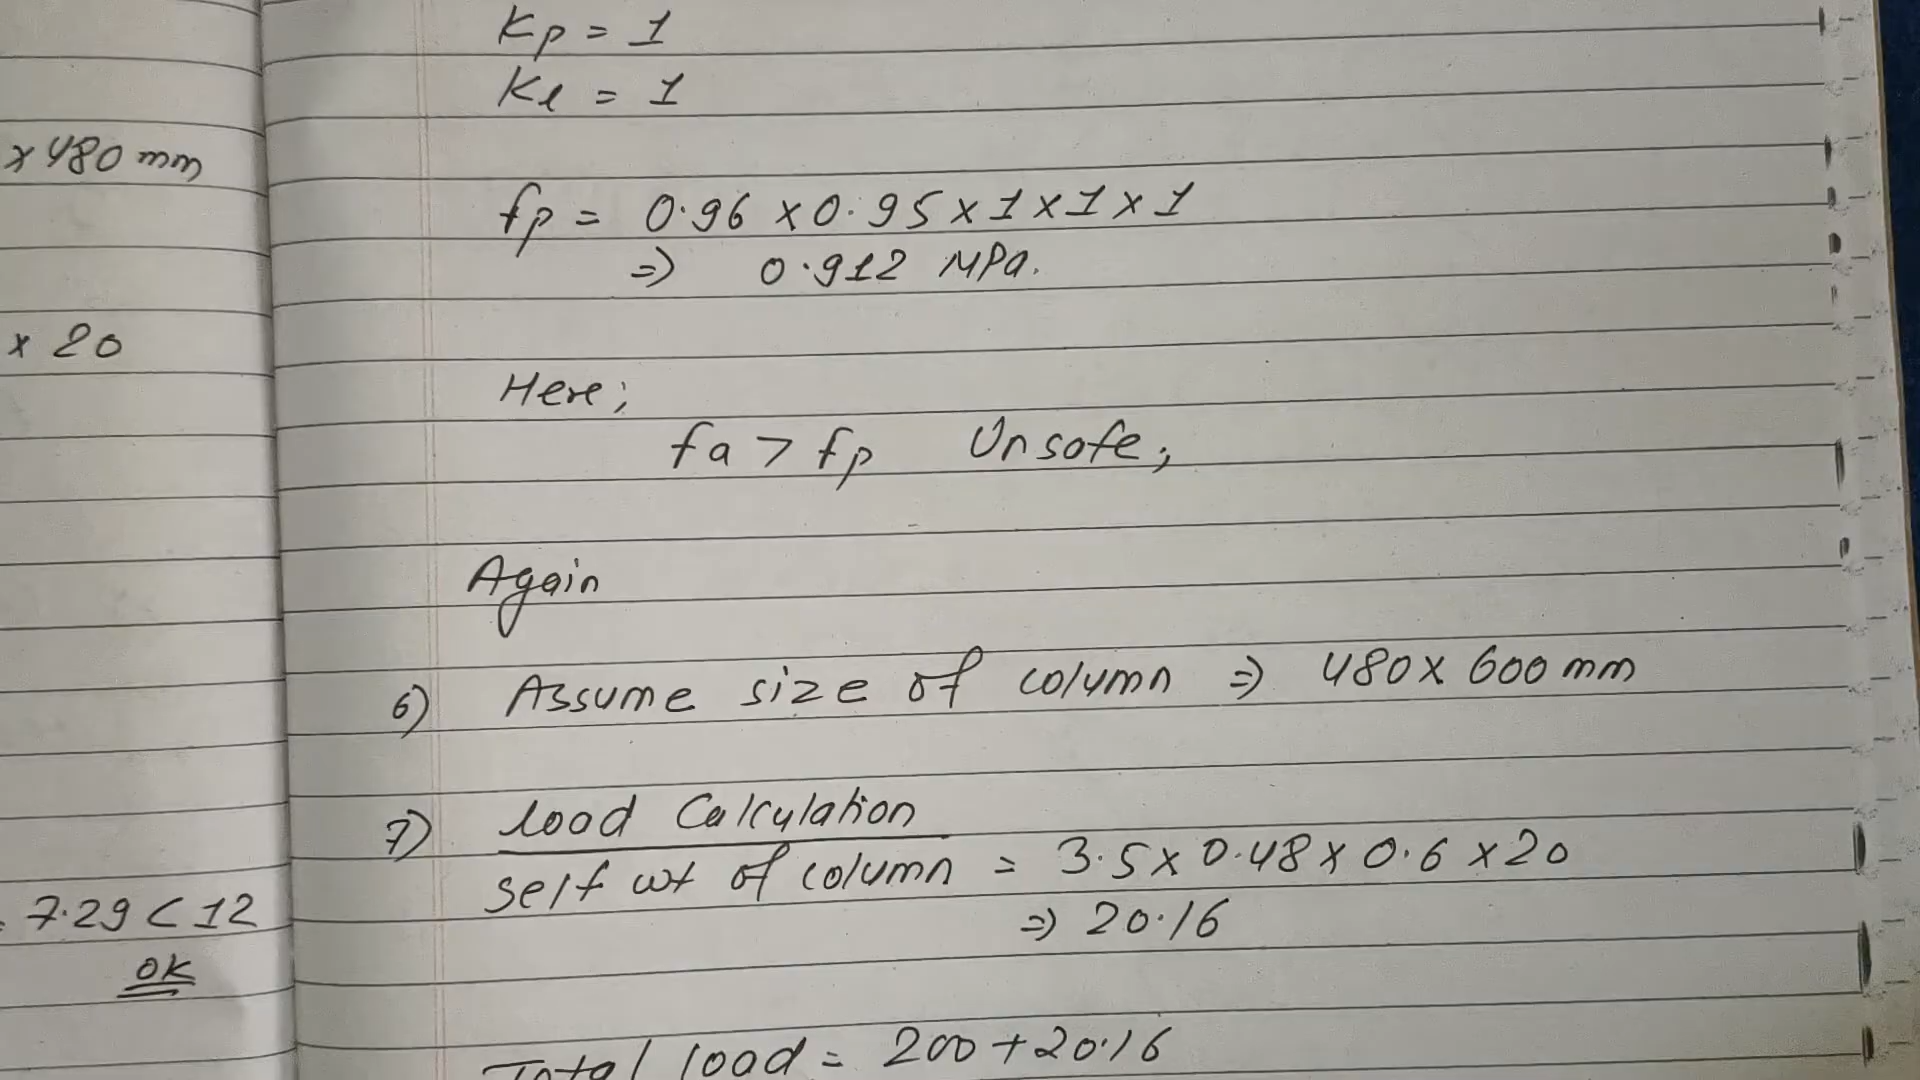 x 480 mm
x 20
= 7.29 < 12
OK
Kp = 1
Kl = 1
fp = 0.96 x 0.95 x 1 x 1 x 1
=> 0.912 MPa.
Here;
fa > fp Unsafe;
Again
6) Assume size of column => 480 x 600 mm
7) Load Calculation
self wt of column = 3.5 x 0.48 x 0.6 x 20
=> 20.16
Total load = 200 + 20.16